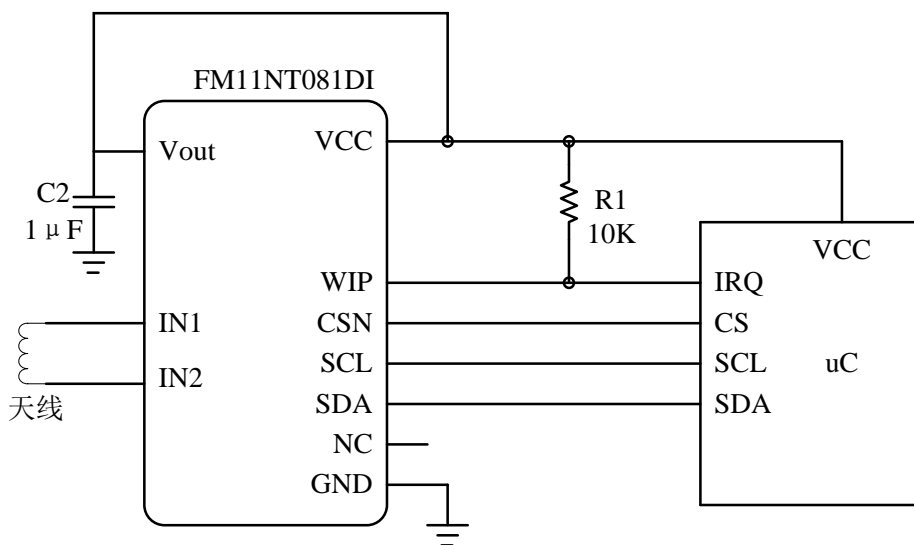 FM11NT081DI
Vout
VCC
C2
1μF
R1
10K
VCC
WIP
IRQ
IN1
CSN
CS
IN2
SCL
SCL
uC
天线
SDA
SDA
NC
GND